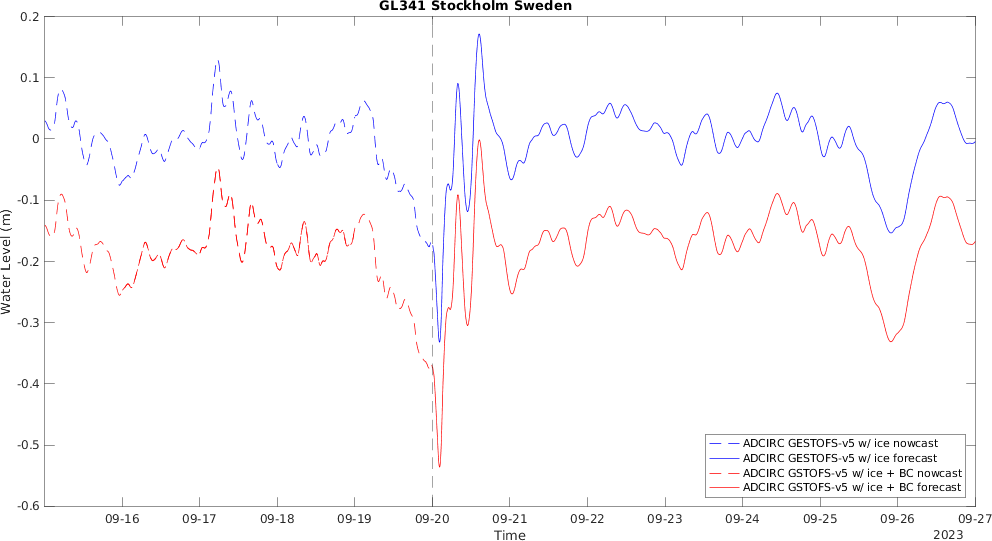 GL341 Stockholm Sweden
0.2
0.1
0
-0.1
-0.2
-0.3
-0.4
-0.5
-0.6
Water Level (m)
ADCIRC GESTOFS-v5 w/ ice nowcast
ADCIRC GESTOFS-v5 w/ ice forecast
ADCIRC GSTOFS-v5 w/ ice + BC nowcast
ADCIRC GSTOFS-v5 w/ ice + BC forecast
09-16 09-17 09-18 09-19 09-20 09-21 09-22 09-23 09-24 09-25 09-26 09-27
Time
2023